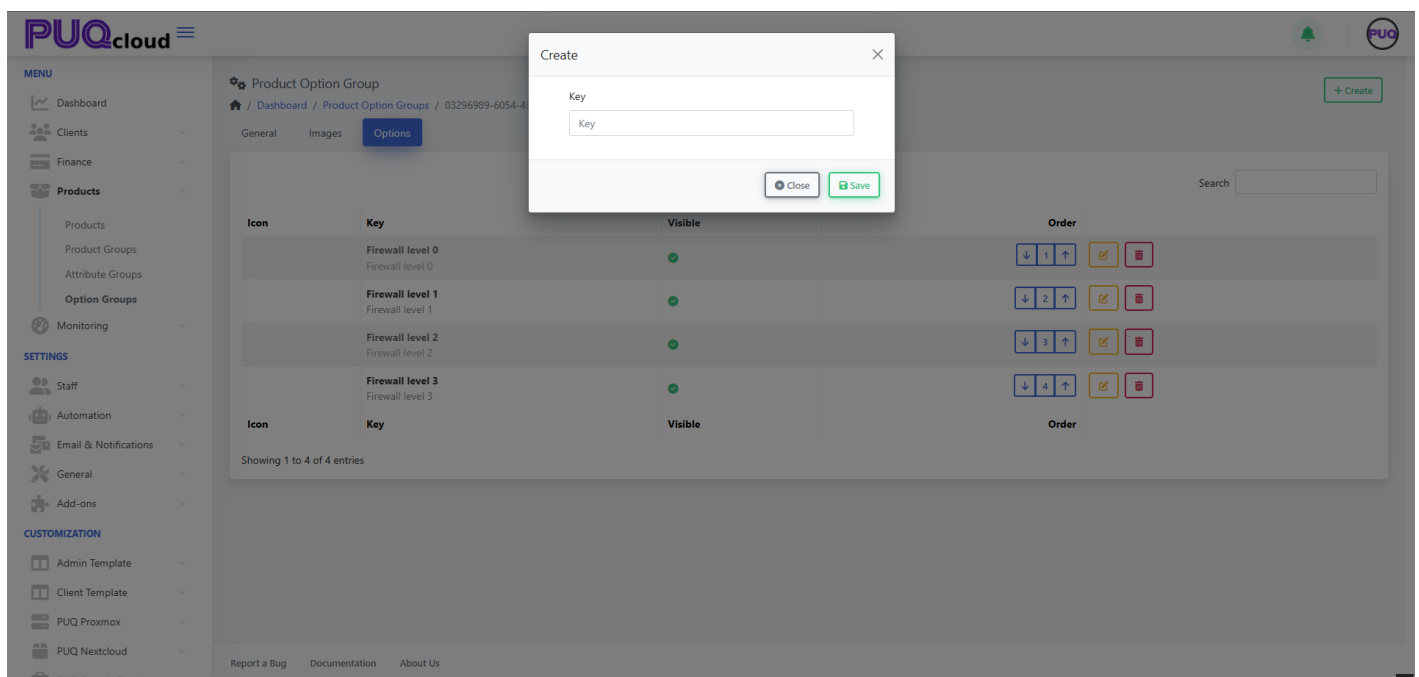 PUQcloud
PUQ
MENU
Dashboard
Clients
Finance
Products
Products
Product Groups
Attribute Groups
Option Groups
Monitoring
SETTINGS
Staff
Automation
Email & Notifications
General
Add-ons
CUSTOMIZATION
Admin Template
Client Template
PUQ Proxmox
PUQ Nextcloud
Product Option Group
/ Dashboard / Product Option Groups / 03296989-6054-4
+ Create
General Images Options
Create
Key
Key
Close Save
Search
Icon Key Visible Order
Firewall level 0
Firewall level 0
1
Firewall level 1
Firewall level 1
2
Firewall level 2
Firewall level 2
3
Firewall level 3
Firewall level 3
4
Icon Key Visible Order
Showing 1 to 4 of 4 entries
Report a Bug Documentation About Us